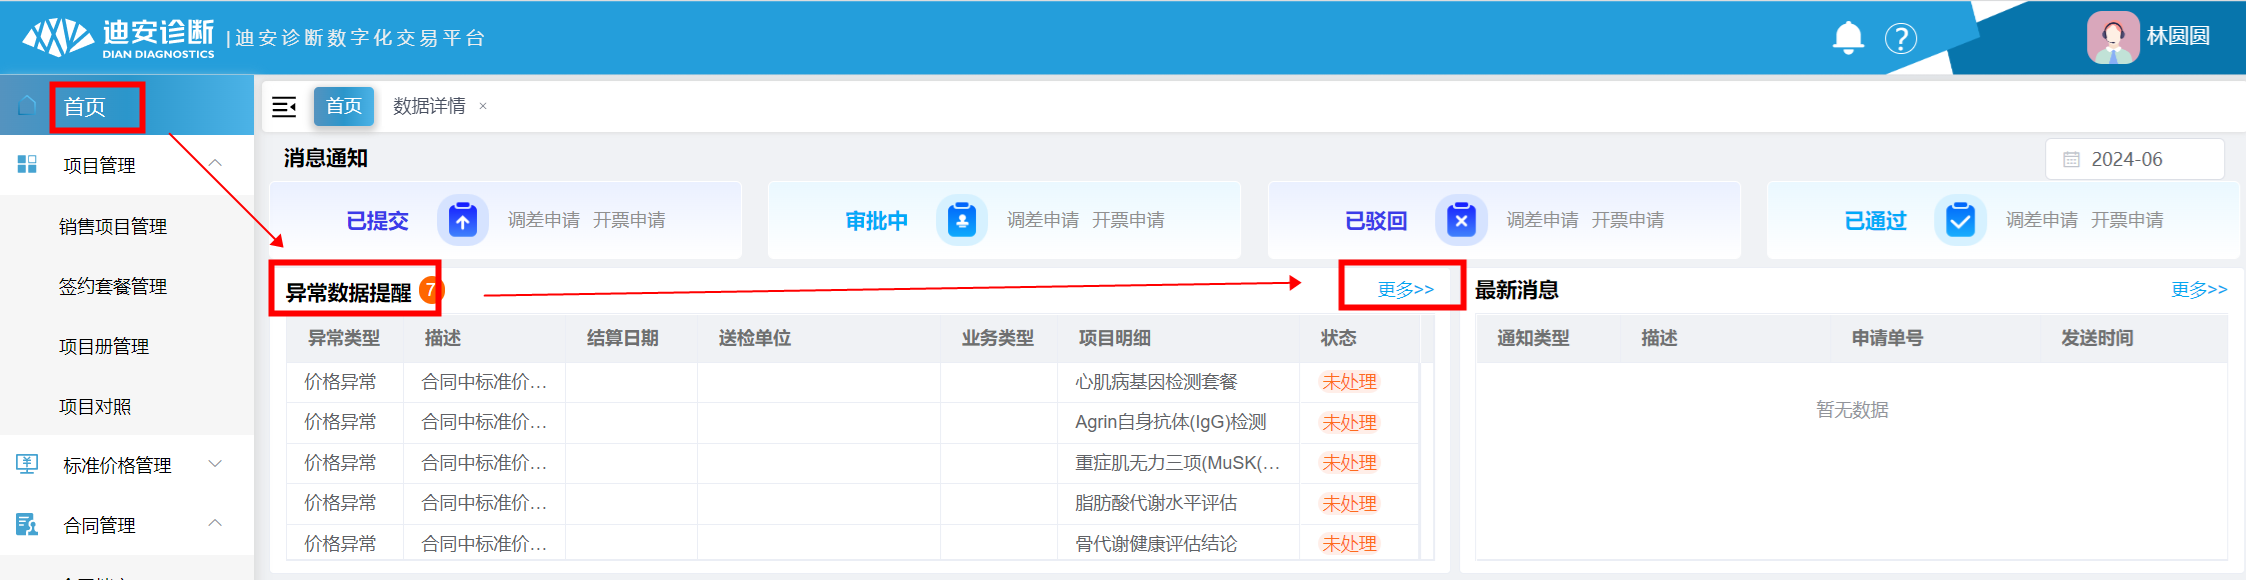 迪安诊断
DIAN DIAGNOSTICS
|迪安诊断数字化交易平台
?
林圆圆
首页
项目管理
销售项目管理
签约套餐管理
项目册管理
项目对照
标准价格管理
合同管理
首页 数据详情 ×
消息通知
2024-06
已提交 调差申请 开票申请
审批中 调差申请 开票申请
已驳回 调差申请 开票申请
已通过 调差申请 开票申请
异常数据提醒 7 更多>>
异常类型 描述 结算日期 送检单位 业务类型 项目明细 状态
价格异常 合同中标准价... 心肌病基因检测套餐 未处理
价格异常 合同中标准价... Agrin自身抗体(IgG)检测 未处理
价格异常 合同中标准价... 重症肌无力三项(MuSK(... 未处理
价格异常 合同中标准价... 脂肪酸代谢水平评估 未处理
价格异常 合同中标准价... 骨代谢健康评估结论 未处理
最新消息 更多>>
通知类型 描述 申请单号 发送时间
暂无数据